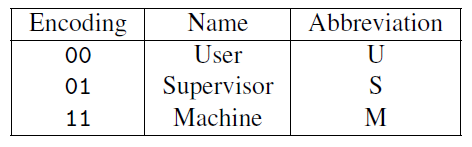 Encoding Name Abbreviation
00 User U
01 Supervisor S
11 Machine M